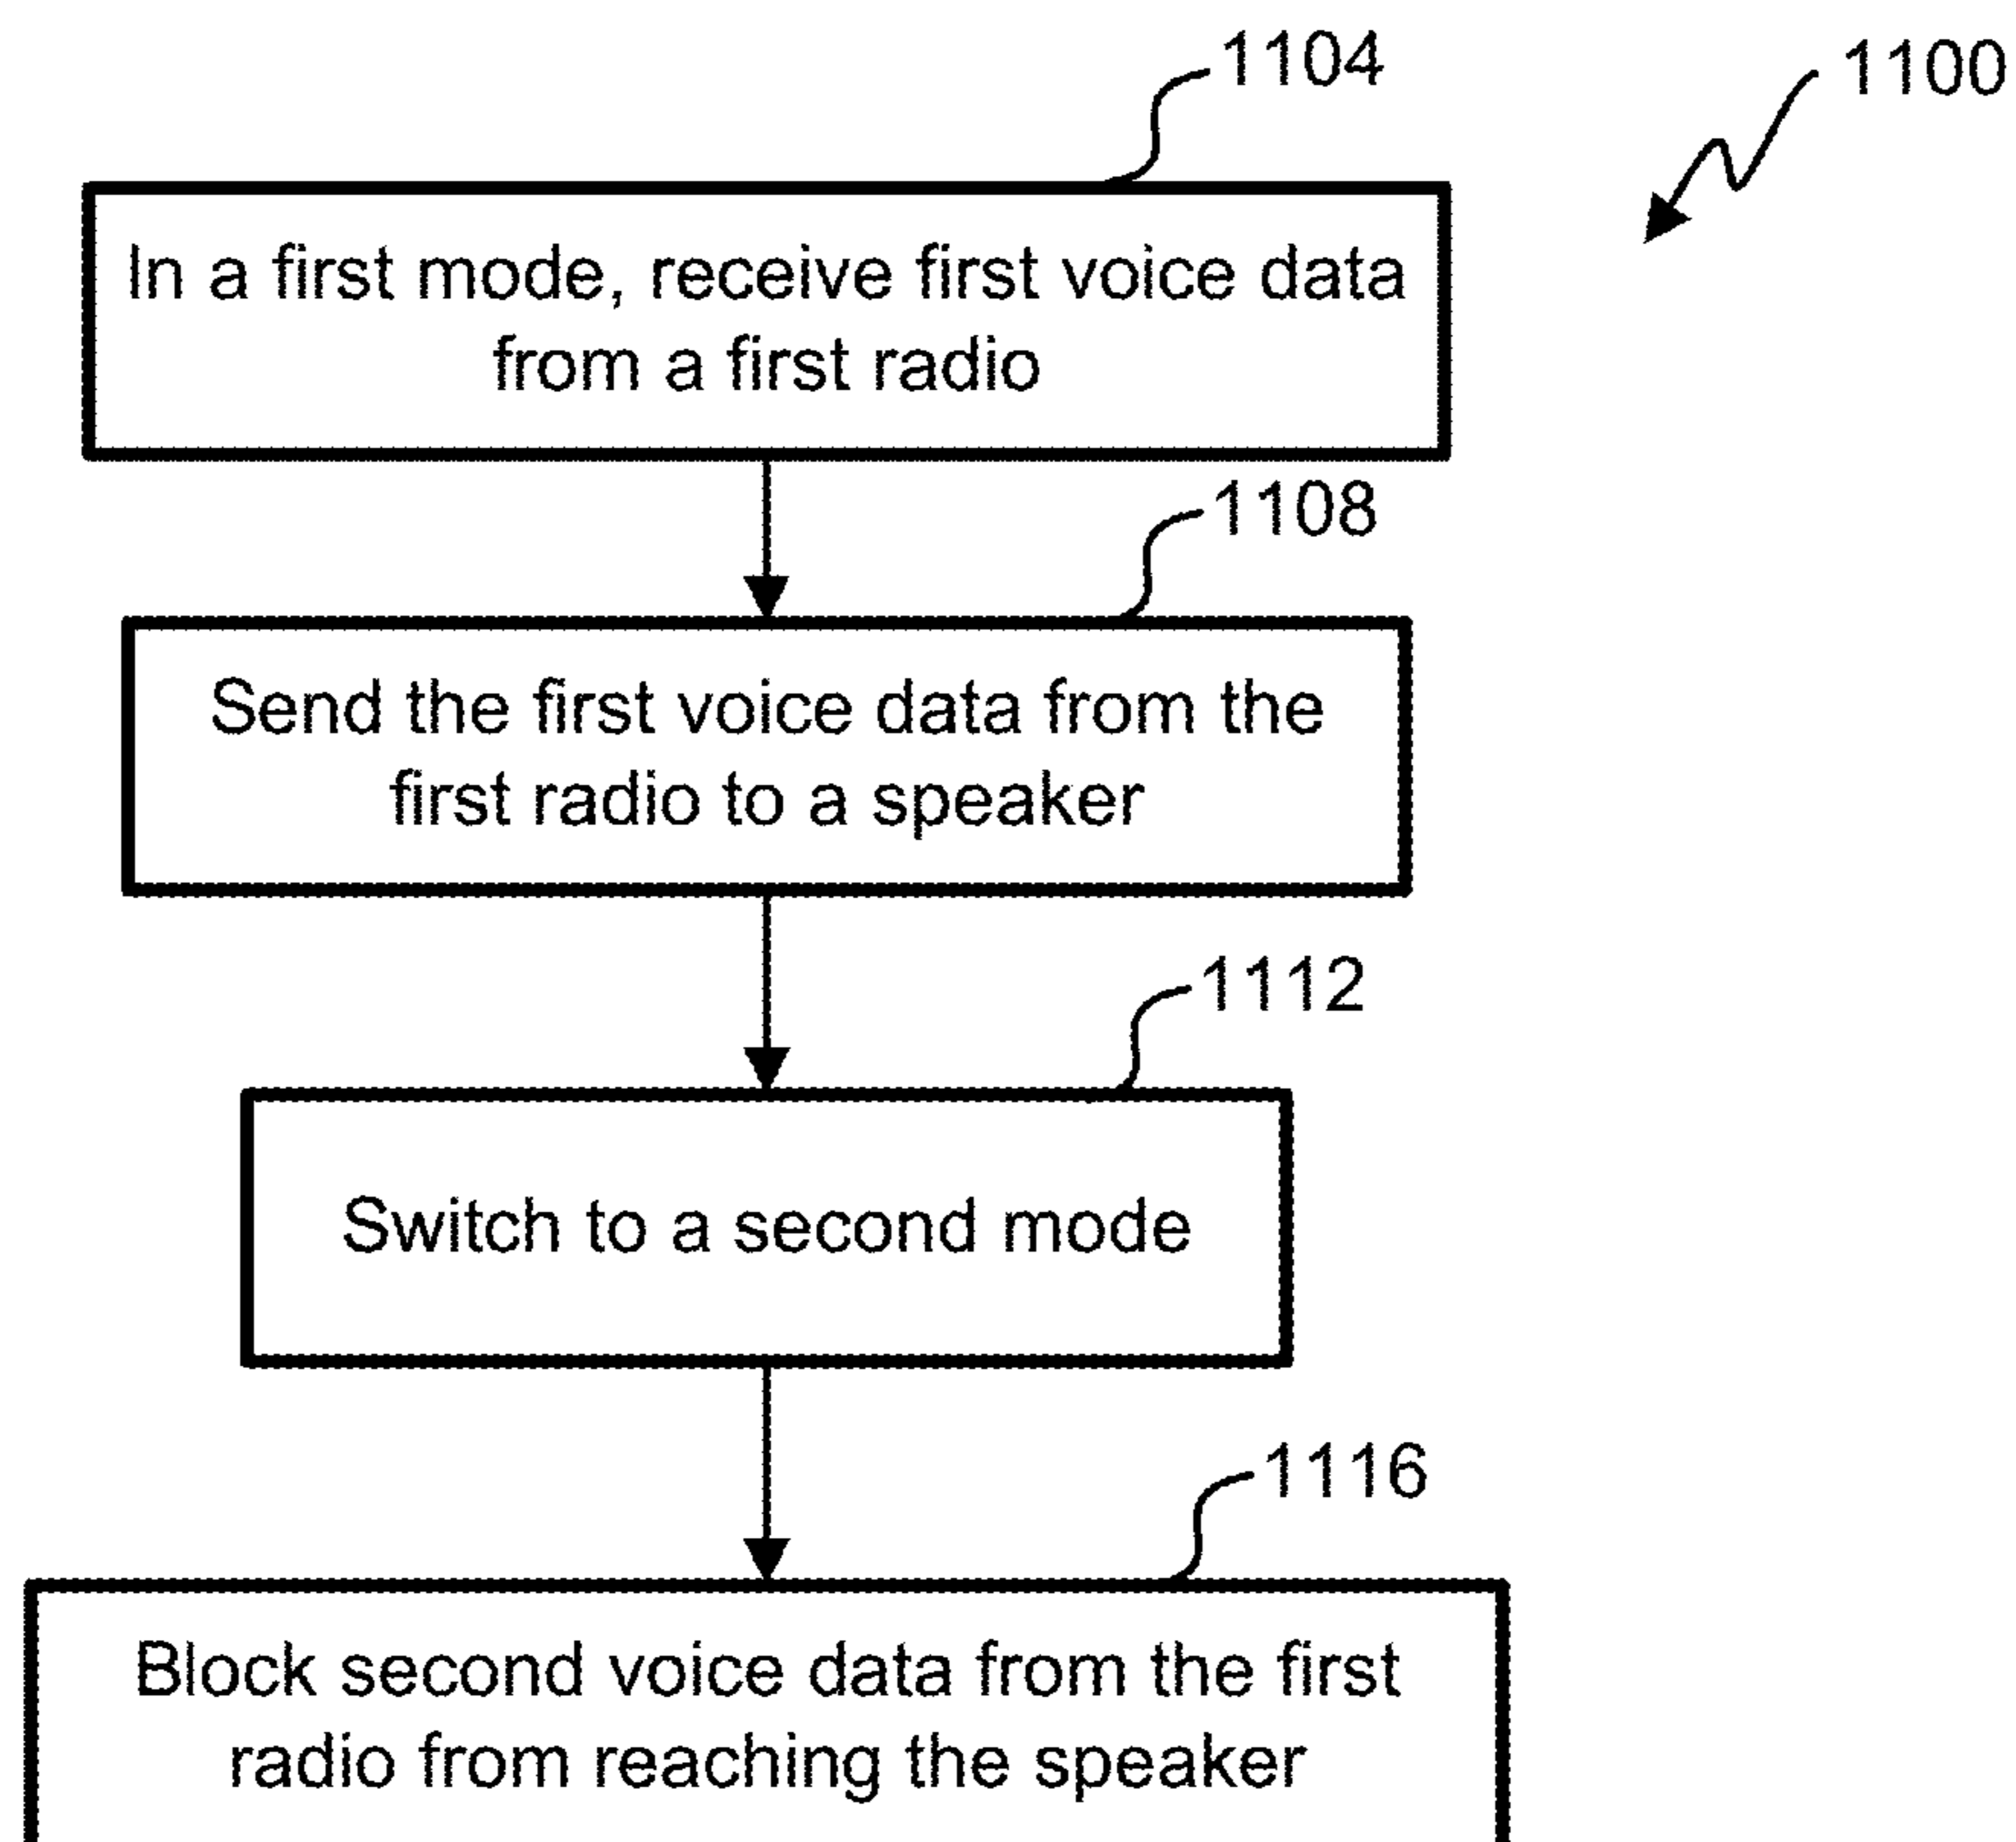 1104
1100
In a first mode, receive first voice data
from a first radio
1108
Send the first voice data from the
first radio to a speaker
1112
Switch to a second mode
1116
Block second voice data from the first
radio from reaching the speaker